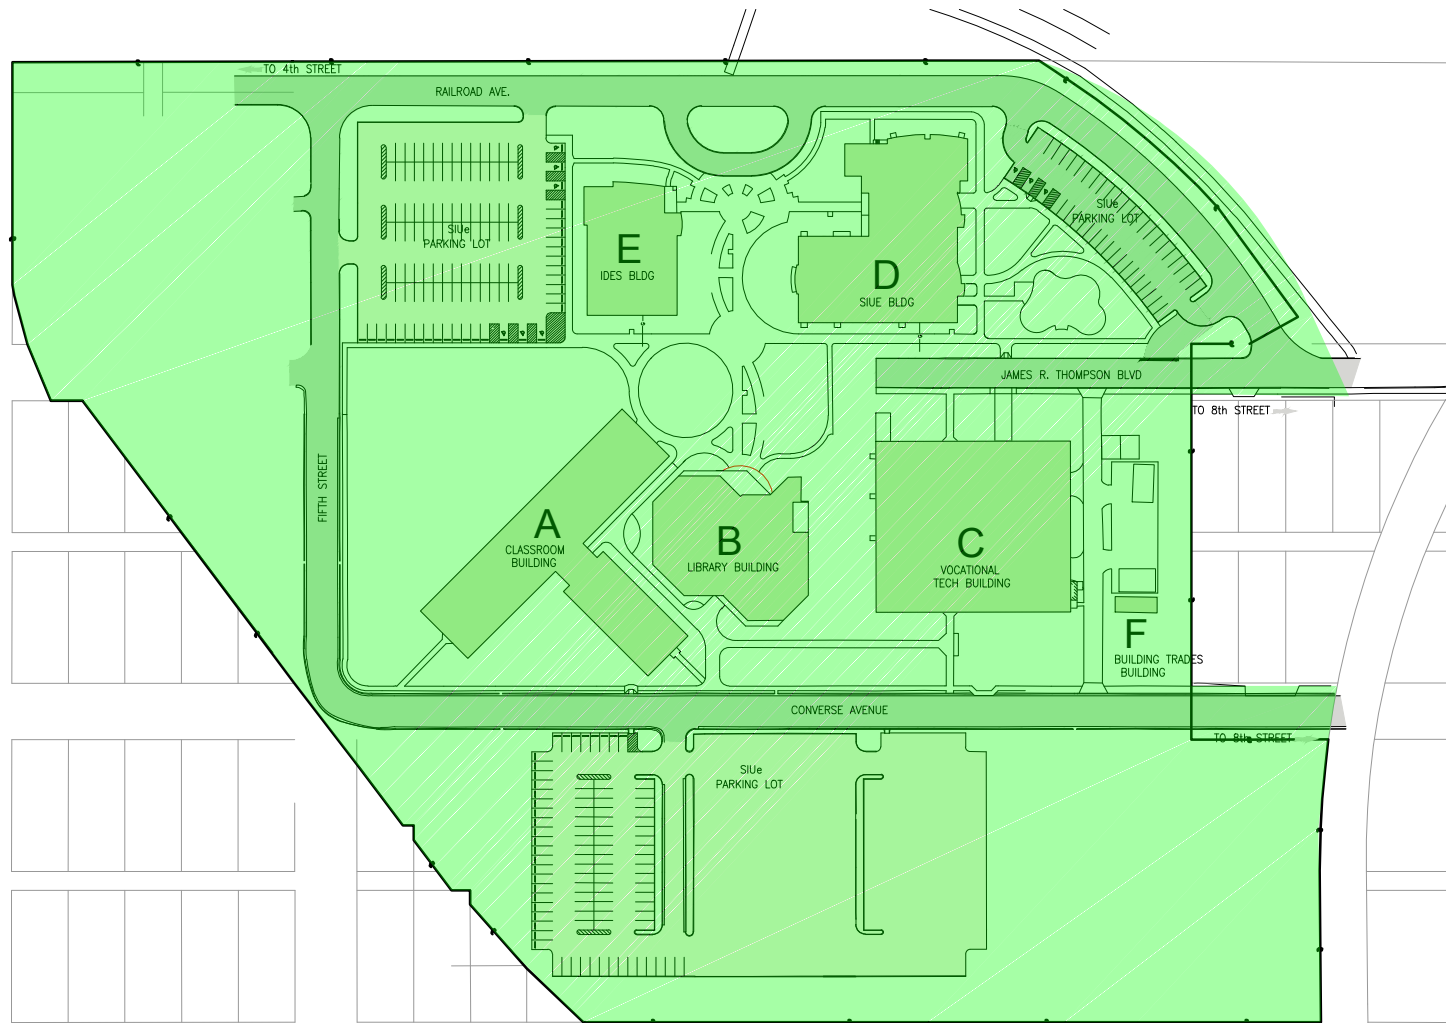 TO 4th STREET
RAILROAD AVE.
SIUe
PARKING LOT
SIUe
PARKING LOT
E
IDES BLDG
D
SIUE BLDG
JAMES R. THOMPSON BLVD
TO 8th STREET
FIFTH STREET
A
CLASSROOM
BUILDING
B
LIBRARY BUILDING
C
VOCATIONAL
TECH BUILDING
F
BUILDING TRADES
BUILDING
CONVERSE AVENUE
TO 8th STREET
SIUe
PARKING LOT